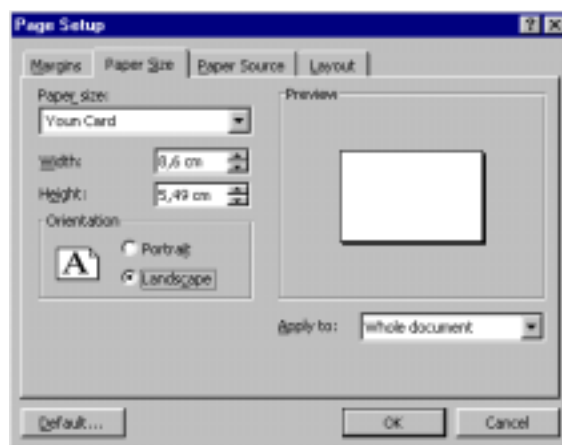 Page Setup
Margins Paper Size Paper Source Layout
Paper size:
Youn Card
Width: 8,6 cm
Height: 5,49 cm
Orientation
A
Portrait
Landscape
Preview
Apply to: Whole document
Default... OK Cancel